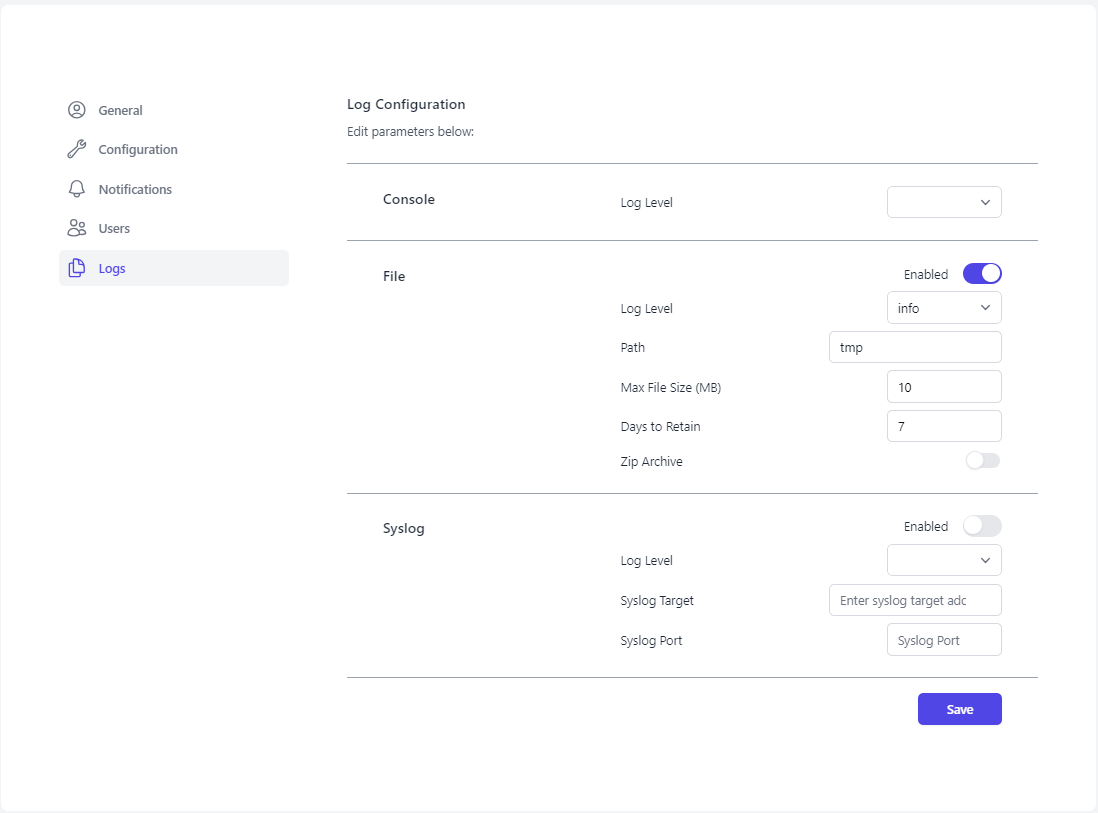 General
Configuration
Notifications
Users
Logs
Log Configuration
Edit parameters below:
Console
Log Level
File
Enabled
Log Level
info
Path
tmp
Max File Size (MB)
10
Days to Retain
7
Zip Archive
Syslog
Enabled
Log Level
Syslog Target
Enter syslog target adc
Syslog Port
Syslog Port
Save